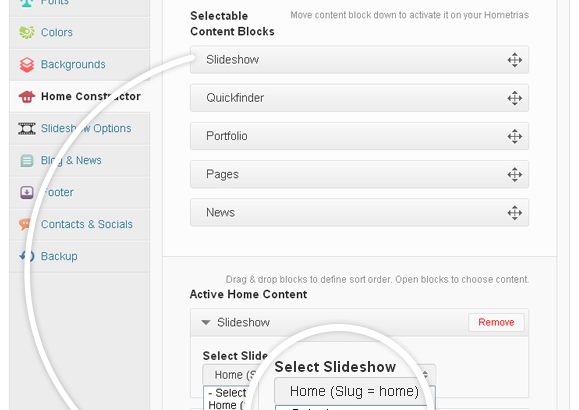 Fonts
Colors
Backgrounds
Home Constructor
Slideshow Options
Blog & News
Footer
Contacts & Socials
Backup
Selectable
Content Blocks
Move content block down to activate it on your Hometrias
Slideshow
Quickfinder
Portfolio
Pages
News
Drag & drop blocks to define sort order. Open blocks to choose content.
Active Home Content
Slideshow
Remove
Select Slide
Home (S
- Select
Home (
Select Slideshow
Home (Slug = home)